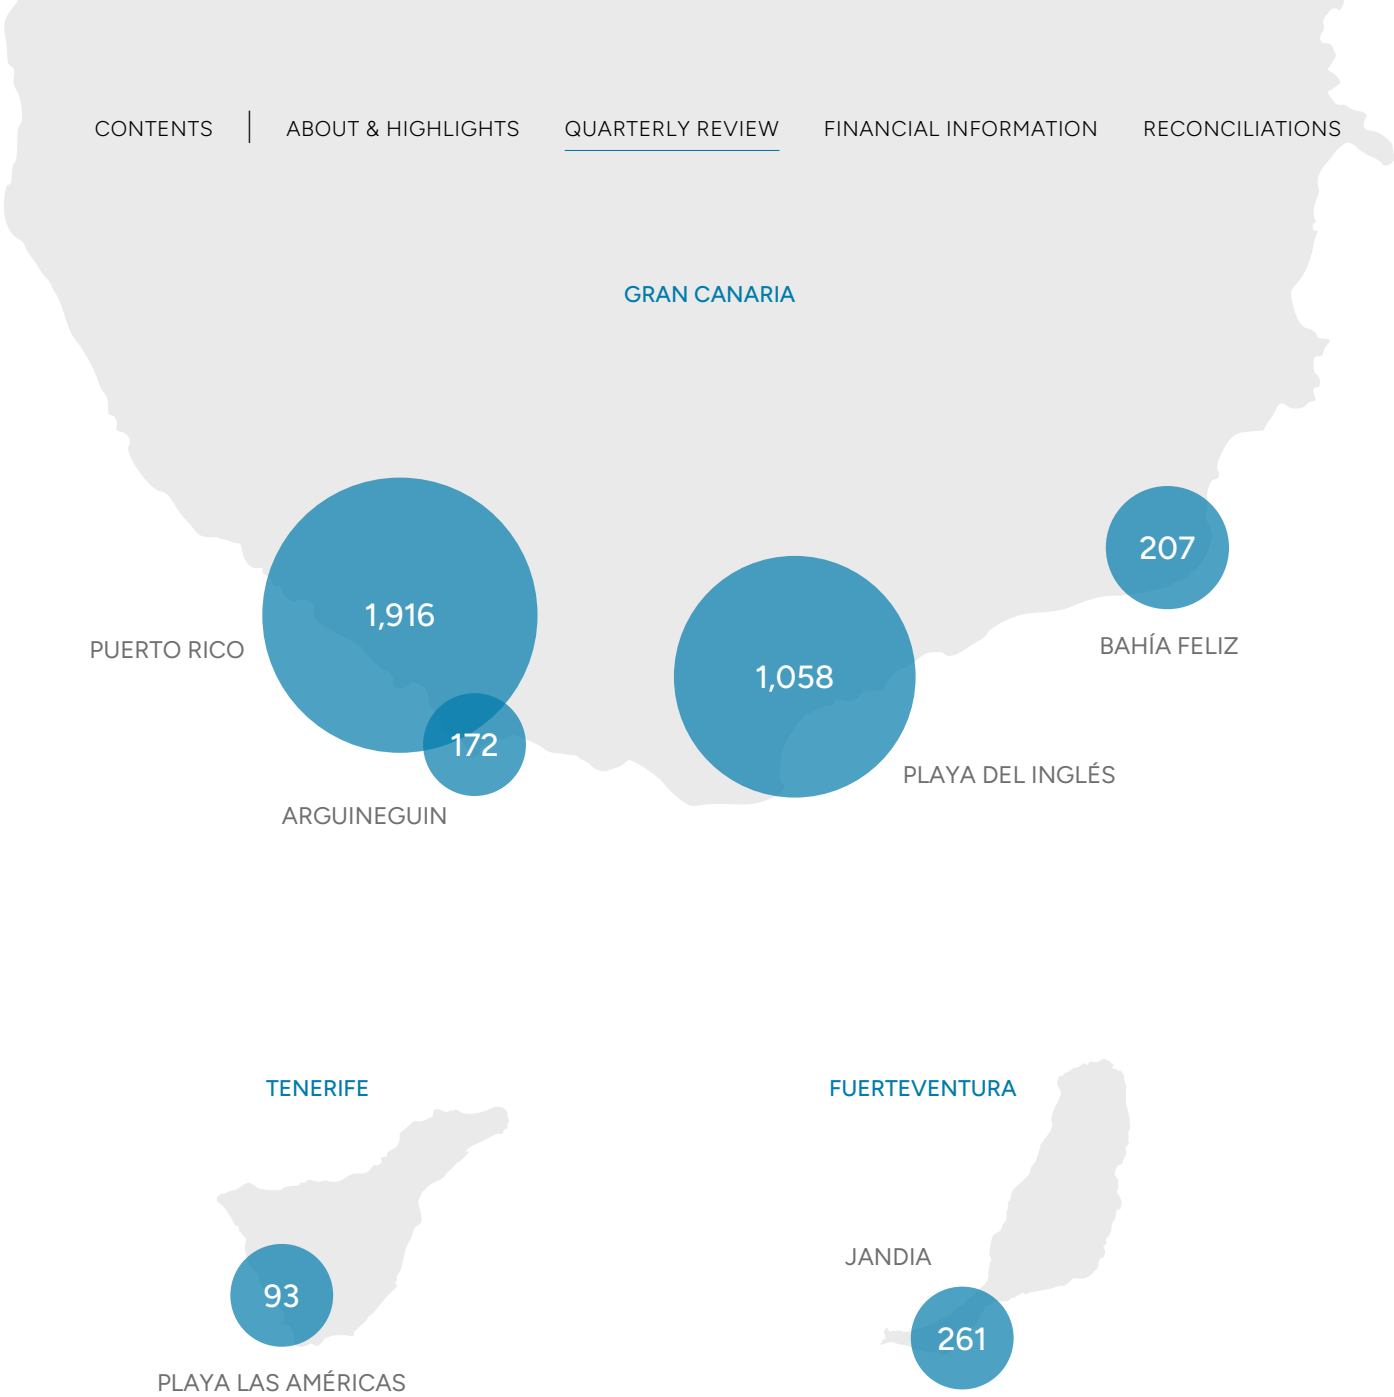 CONTENTS | ABOUT & HIGHLIGHTS QUARTERLY REVIEW FINANCIAL INFORMATION RECONCILIATIONS
GRAN CANARIA
207
1,916
BAHÍA FELIZ
PUERTO RICO
1,058
172
PLAYA DEL INGLÉS
ARGUINEGUIN
TENERIFE
FUERTEVENTURA
JANDIA
93
261
PLAYA LAS AMÉRICAS